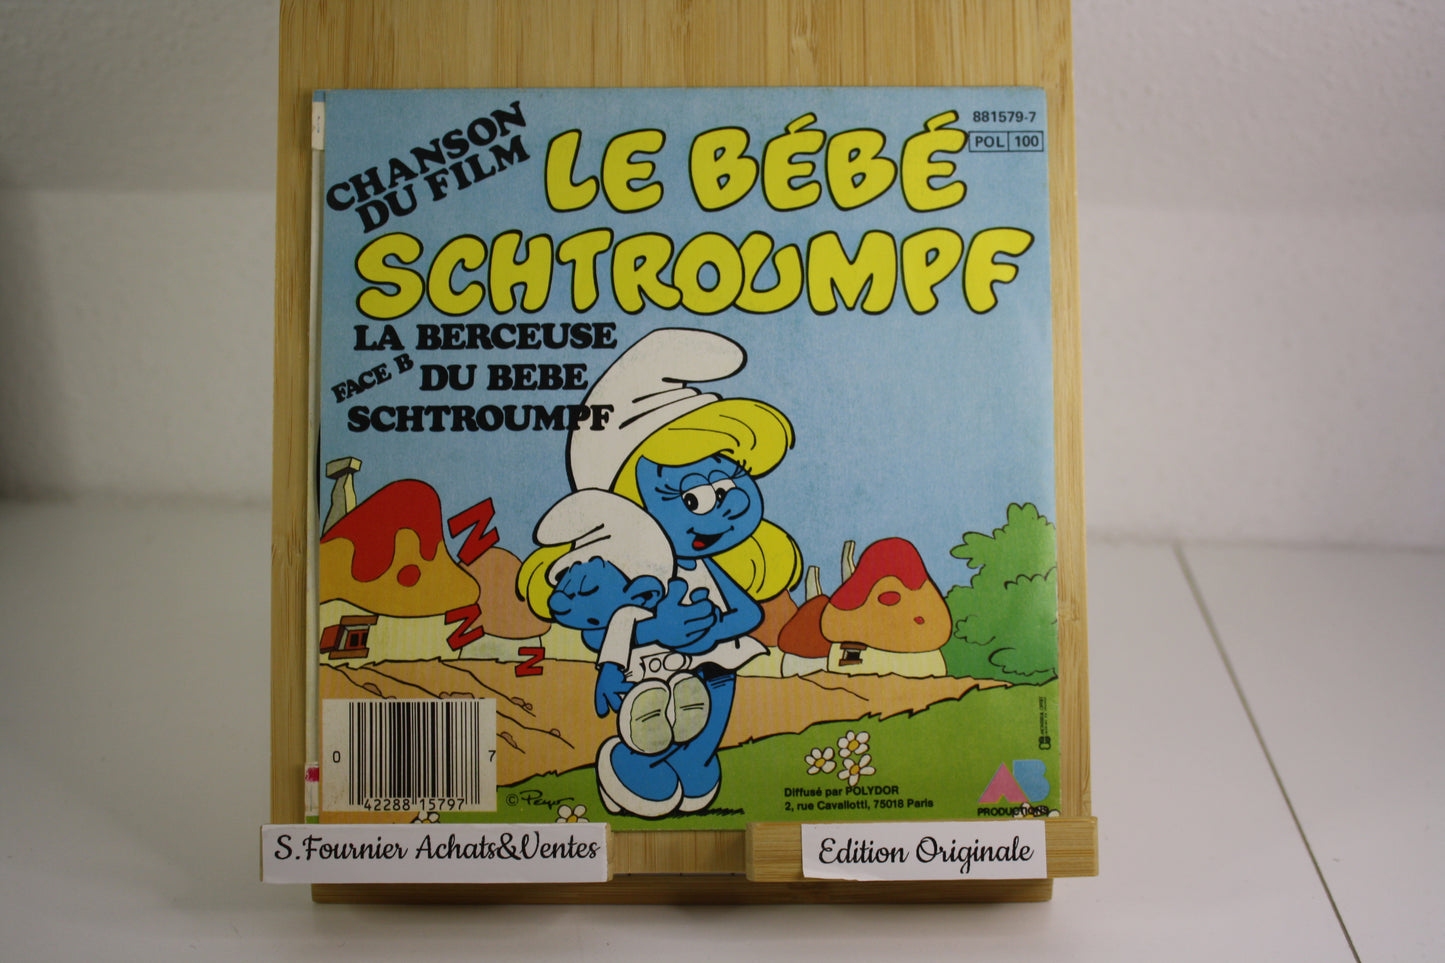 CHANSON
DU FILM
LE BÉBÉ
SCHTROUMPF
881579-7
POL 100
LA BERCEUSE
FACE B
DU BEBE
SCHTROUMPF
Z
Z
Z
0 42288 15797 7
© Peyo
Diffusé par POLYDOR
2, rue Cavallotti, 75018 Paris
AB
PRODUCTIONS
S.Fournier Achats&Ventes
Edition Originale